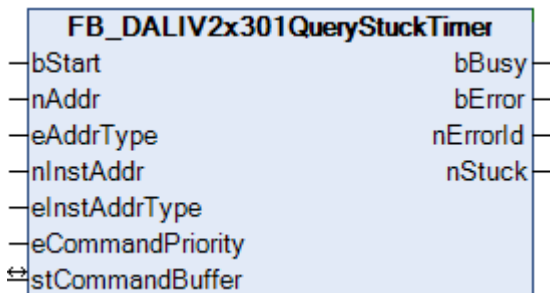 FB_DALIV2x301QueryStuckTimer
bStart bBusy
nAddr bError
eAddrType nErrorId
nInstAddr nStuck
eInstAddrType
eCommandPriority
stCommandBuffer